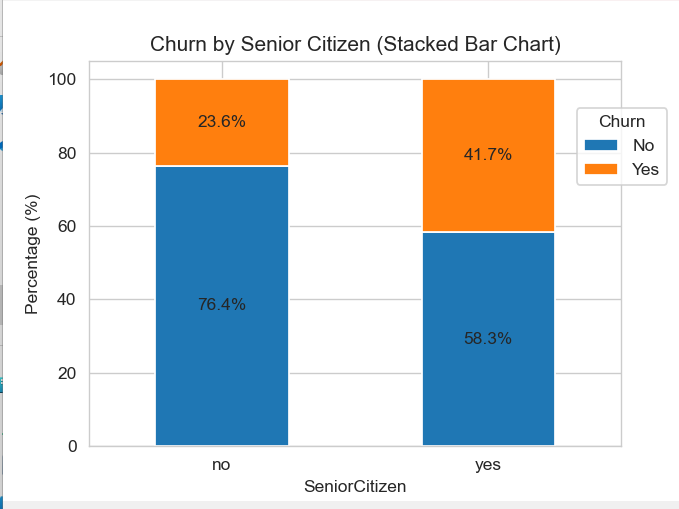 Churn by Senior Citizen (Stacked Bar Chart)
100
80
60
40
20
0
Percentage (%)
23.6%
76.4%
41.7%
58.3%
Churn
No
Yes
no
yes
SeniorCitizen